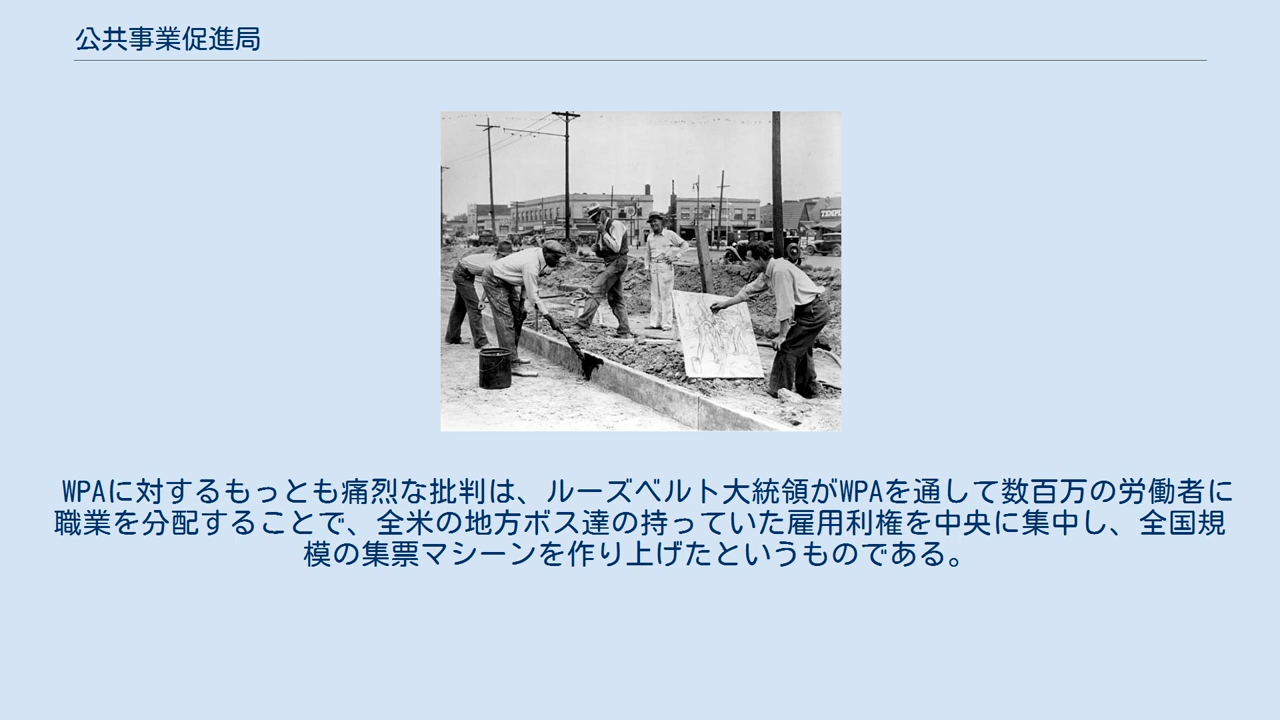 公共事業促進局
WPAに対するもっとも痛烈な批判は、ルーズベルト大統領がWPAを通して数百万の労働者に
職業を分配することで、全米の地方ボス達の持っていた雇用利権を中央に集中し、全国規
模の集票マシーンを作り上げたというものである。